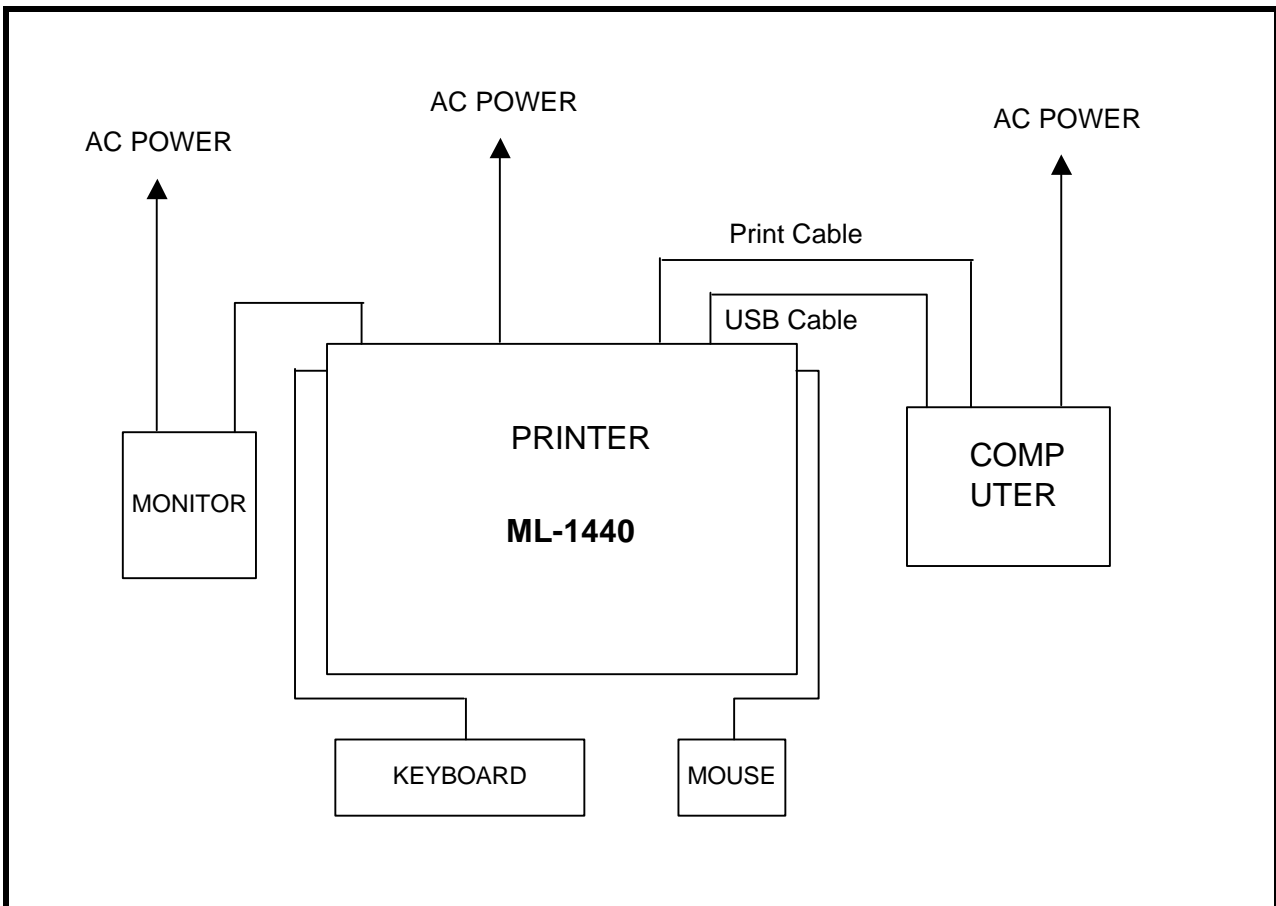 AC POWER
AC POWER
AC POWER
Print Cable
USB Cable
PRINTER
ML-1440
MONITOR
COMP
UTER
KEYBOARD
MOUSE